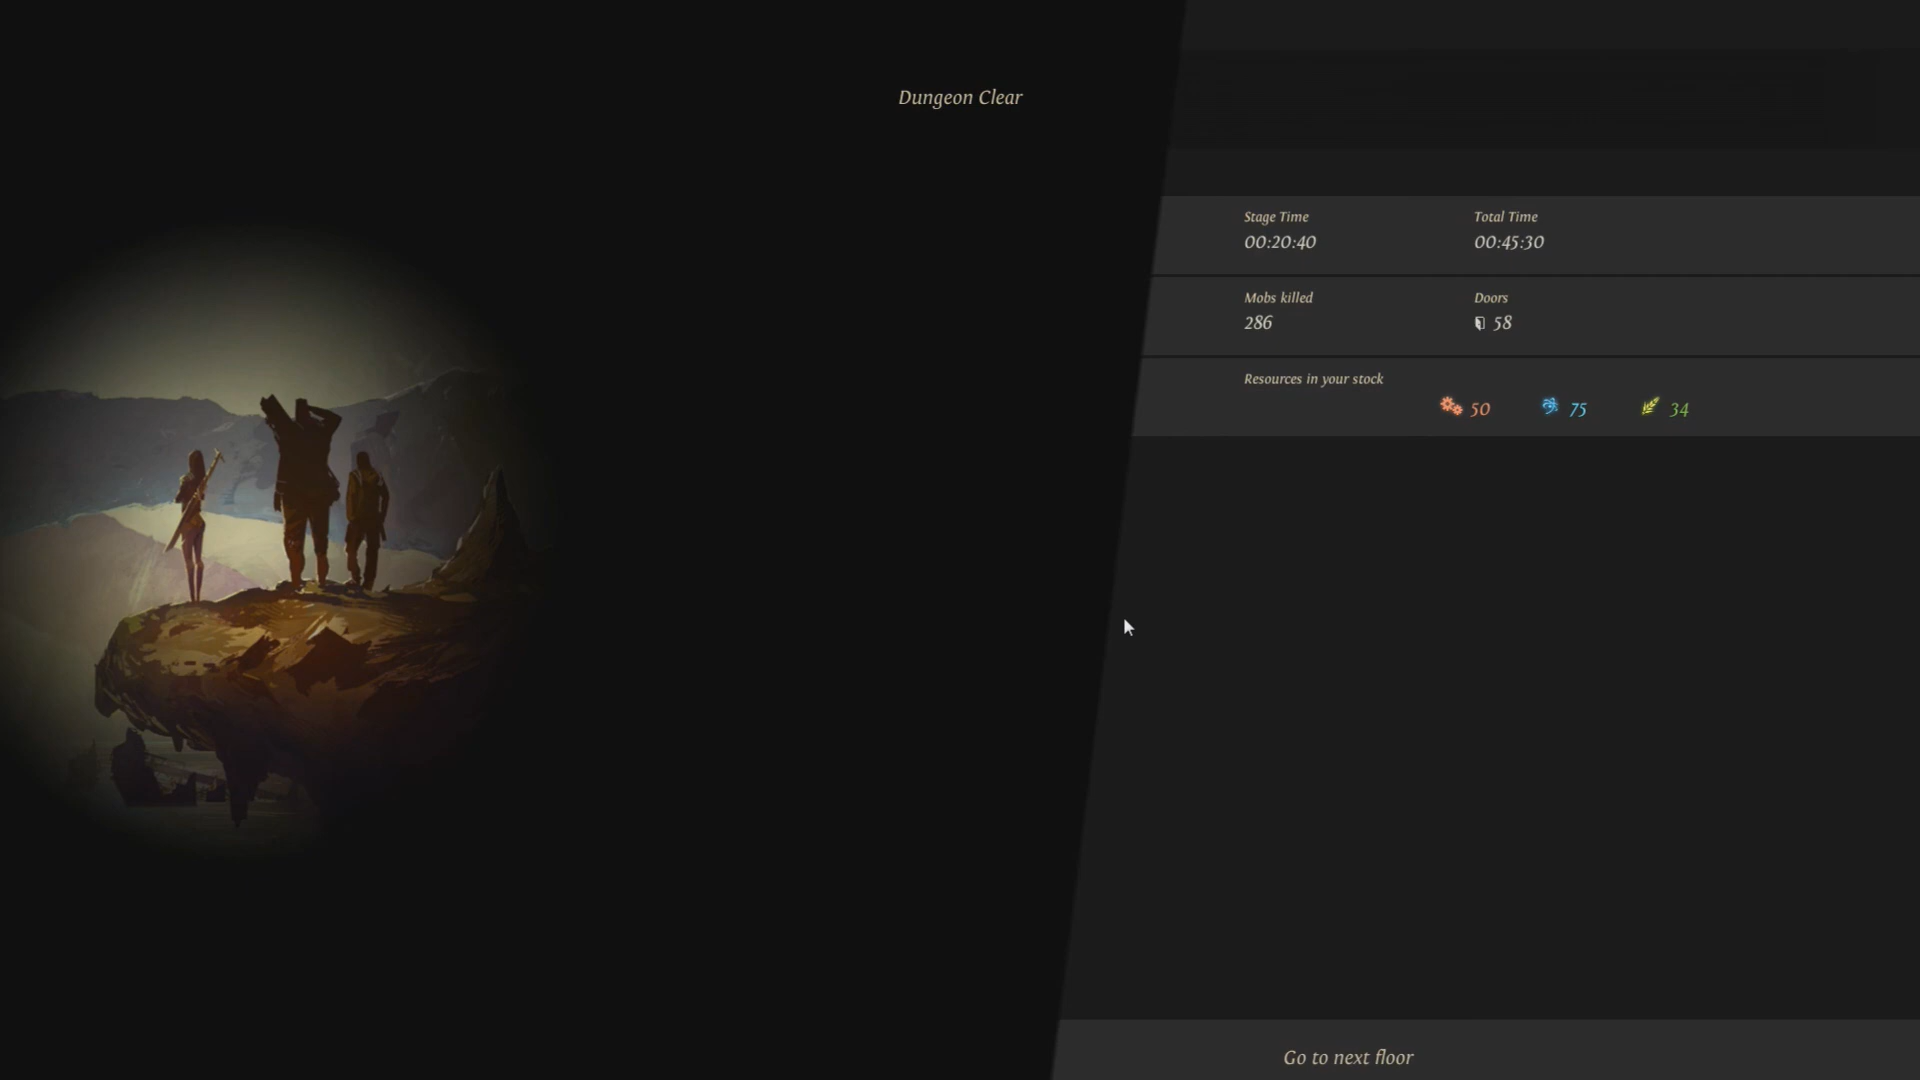 Dungeon Clear
Stage Time Total Time
00:20:40 00:45:30
Mobs killed Doors
286 58
Resources in your stock
50 75 34
Go to next floor